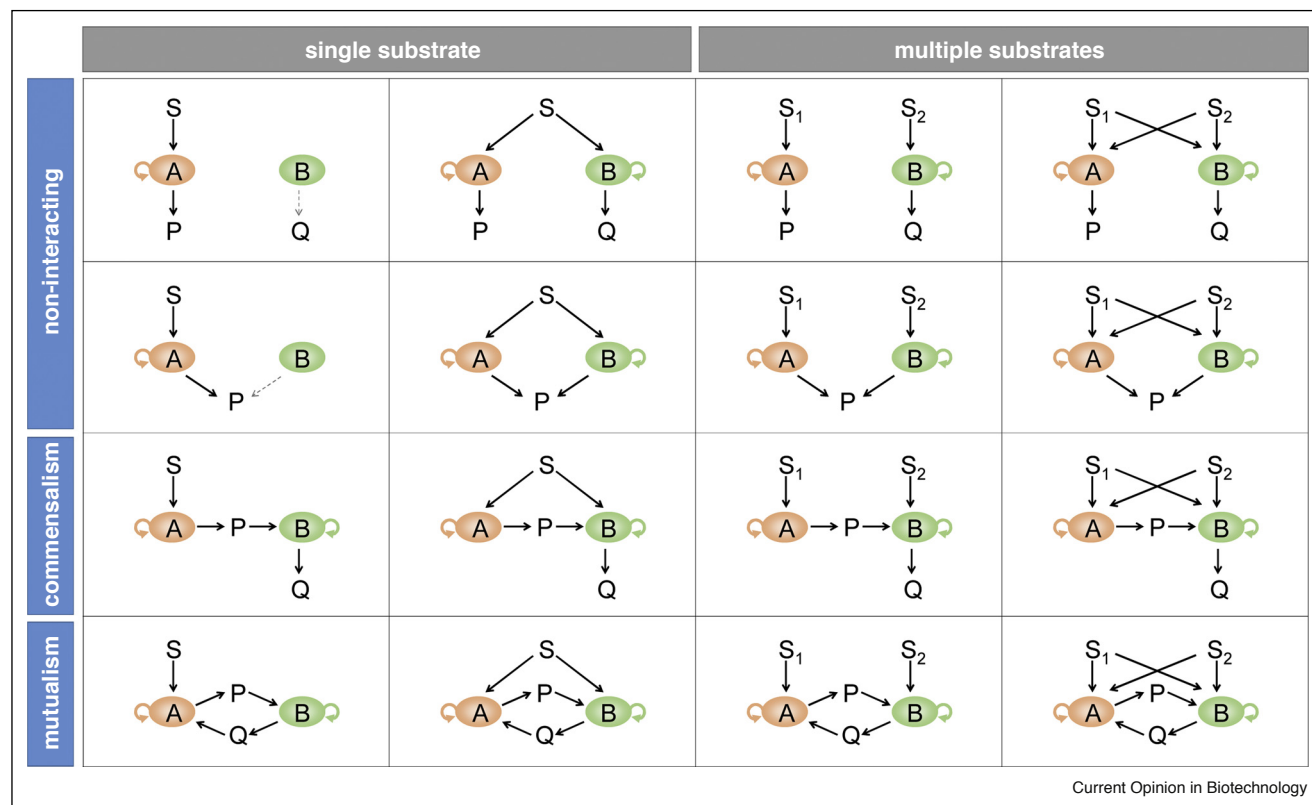 single substrate multiple substrates
non-interacting
S S S₁ S₂ S₁ S₂
A B A B A B A B
P Q P Q P Q P Q
S S S₁ S₂ S₁ S₂
A B A B A B A B
P P P P
commensalism
S S S₁ S₂ S₁ S₂
A P B A P B A P B A P B
Q Q Q Q
mutualism
S S S₁ S₂ S₁ S₂
P P P P
A B A B A B A B
Q Q Q Q
Current Opinion in Biotechnology